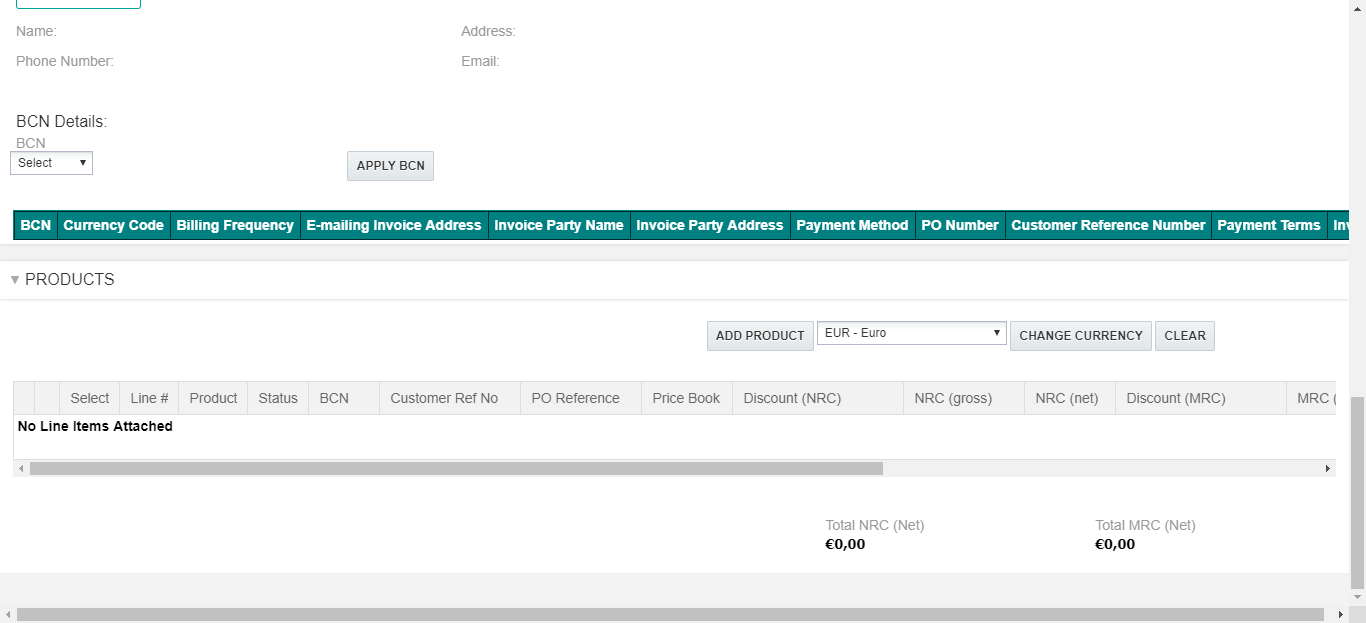 Name: Address:
Phone Number: Email:
BCN Details:
BCN
Select
APPLY BCN
BCN Currency Code Billing Frequency E-mailing Invoice Address Invoice Party Name Invoice Party Address Payment Method PO Number Customer Reference Number Payment Terms
PRODUCTS
ADD PRODUCT EUR - Euro CHANGE CURRENCY CLEAR
Select Line # Product Status BCN Customer Ref No PO Reference Price Book Discount (NRC) NRC (gross) NRC (net) Discount (MRC) MRC (
No Line Items Attached
Total NRC (Net) Total MRC (Net)
€0,00 €0,00